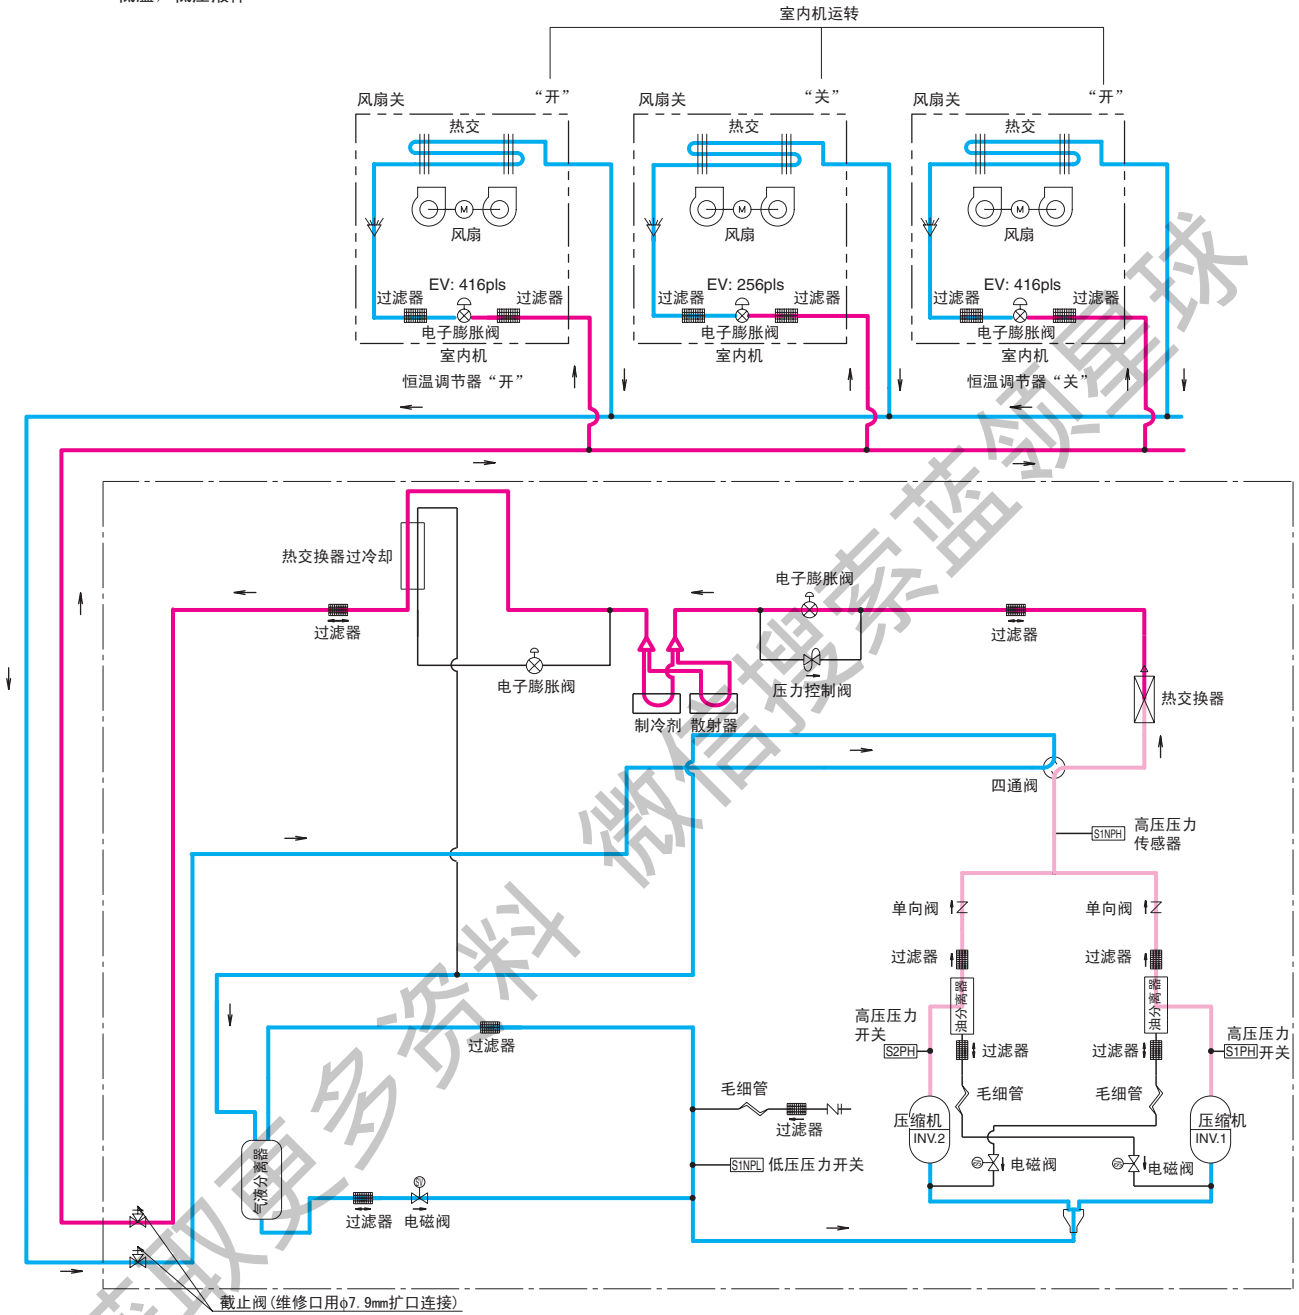 室内机运转
风扇关
“开”
风扇关
“关”
风扇关
“开”
热交
热交
热交
M
M
M
风扇
风扇
风扇
EV: 416pls
EV: 256pls
EV: 416pls
过滤器
过滤器
过滤器
过滤器
过滤器
过滤器
电子膨胀阀
电子膨胀阀
电子膨胀阀
室内机
室内机
室内机
恒温调节器“开”
恒温调节器“关”
热交换器过冷却
过滤器
电子膨胀阀
电子膨胀阀
过滤器
压力控制阀
制冷剂
散射器
热交换器
四通阀
S1NPH
高压压力
传感器
单向阀
单向阀
过滤器
过滤器
油分离器
油分离器
高压压力
开关
S2PH
高压压力
S1PH 开关
过滤器
过滤器
过滤器
毛细管
毛细管
毛细管
过滤器
压缩机
INV.2
压缩机
INV.1
S1NPL 低压压力开关
电磁阀
电磁阀
气液分离器
过滤器
电磁阀
截止阀(维修口用φ7.9mm扩口连接)
获取更多资料 微信搜索蓝领星球